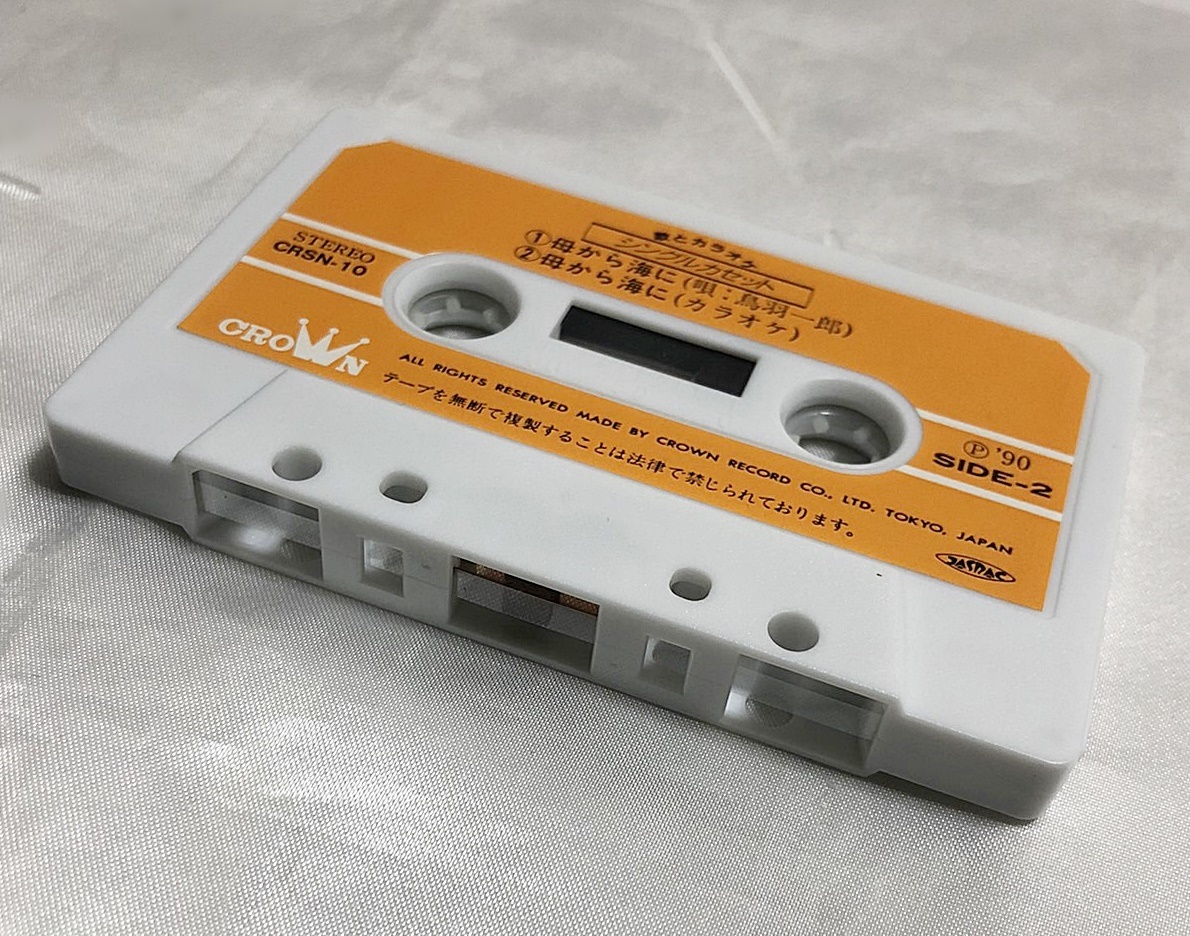 歌とカラオケ
シングルカセット
①母から海に(唄・鳥羽一郎)
②母から海に(カラオケ)
STEREO
CRSN-10
Ⓟ'90
SIDE-2
CROWN
ALL RIGHTS RESERVED MADE BY CROWN RECORD CO., LTD. TOKYO, JAPAN
テープを無断で複製することは法律で禁じられております。
JASRAC